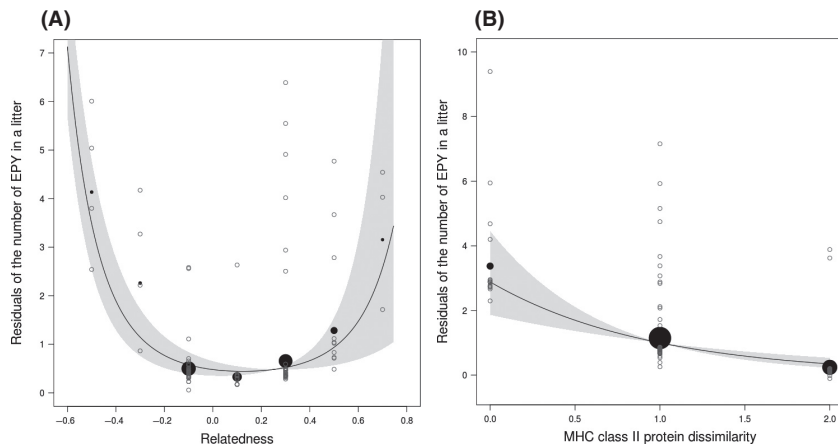 (A)
Residuals of the number of EPY in a litter
7
6
5
4
3
2
1
0
−0.6 −0.4 −0.2 0.0 0.2 0.4 0.6 0.8
Relatedness
(B)
Residuals of the number of EPY in a litter
10
8
6
4
2
0
0.0 0.5 1.0 1.5 2.0
MHC class II protein dissimilarity